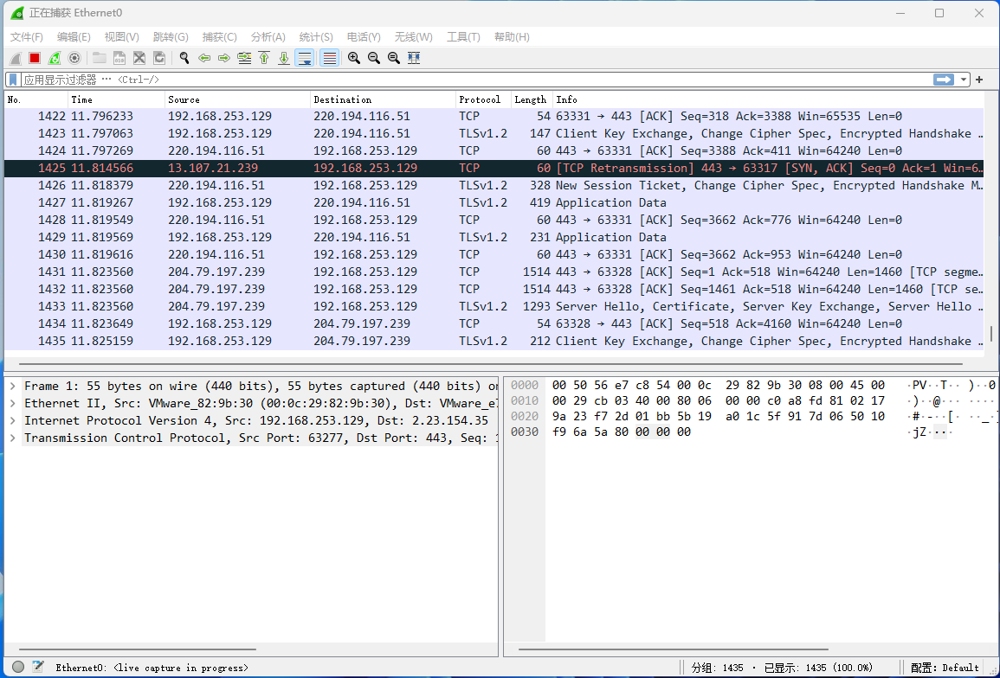 正在捕获 Ethernet0
文件(F) 编辑(E) 视图(V) 跳转(G) 捕获(C) 分析(A) 统计(S) 电话(Y) 无线(W) 工具(T) 帮助(H)
应用显示过滤器 ··· <Ctrl-/>
No. Time Source Destination Protocol Length Info
1422 11.796233 192.168.253.129 220.194.116.51 TCP 54 63331 → 443 [ACK] Seq=318 Ack=3388 Win=65535 Len=0
1423 11.797063 192.168.253.129 220.194.116.51 TLSv1.2 147 Client Key Exchange, Change Cipher Spec, Encrypted Handshake …
1424 11.797269 220.194.116.51 192.168.253.129 TCP 60 443 → 63331 [ACK] Seq=3388 Ack=411 Win=64240 Len=0
1425 11.814566 13.107.21.239 192.168.253.129 TCP 60 [TCP Retransmission] 443 → 63317 [SYN, ACK] Seq=0 Ack=1 Win=6…
1426 11.818379 220.194.116.51 192.168.253.129 TLSv1.2 328 New Session Ticket, Change Cipher Spec, Encrypted Handshake M…
1427 11.819267 192.168.253.129 220.194.116.51 TLSv1.2 419 Application Data
1428 11.819549 220.194.116.51 192.168.253.129 TCP 60 443 → 63331 [ACK] Seq=3662 Ack=776 Win=64240 Len=0
1429 11.819569 192.168.253.129 220.194.116.51 TLSv1.2 231 Application Data
1430 11.819616 220.194.116.51 192.168.253.129 TCP 60 443 → 63331 [ACK] Seq=3662 Ack=953 Win=64240 Len=0
1431 11.823560 204.79.197.239 192.168.253.129 TCP 1514 443 → 63328 [ACK] Seq=1 Ack=518 Win=64240 Len=1460 [TCP segme…
1432 11.823560 204.79.197.239 192.168.253.129 TCP 1514 443 → 63328 [ACK] Seq=1461 Ack=518 Win=64240 Len=1460 [TCP se…
1433 11.823560 204.79.197.239 192.168.253.129 TLSv1.2 1293 Server Hello, Certificate, Server Key Exchange, Server Hello …
1434 11.823649 192.168.253.129 204.79.197.239 TCP 54 63328 → 443 [ACK] Seq=518 Ack=4160 Win=64240 Len=0
1435 11.825159 192.168.253.129 204.79.197.239 TLSv1.2 212 Client Key Exchange, Change Cipher Spec, Encrypted Handshake …
Frame 1: 55 bytes on wire (440 bits), 55 bytes captured (440 bits) on
Ethernet II, Src: VMware_82:9b:30 (00:0c:29:82:9b:30), Dst: VMware_e7
Internet Protocol Version 4, Src: 192.168.253.129, Dst: 2.23.154.35
Transmission Control Protocol, Src Port: 63277, Dst Port: 443, Seq: 1
0000 00 50 56 e7 c8 54 00 0c 29 82 9b 30 08 00 45 00 ·PV··T·· )··0
0010 00 29 cb 03 40 00 80 06 00 00 c0 a8 fd 81 02 17 ·)··@··· ····
0020 9a 23 f7 2d 01 bb 5b 19 a0 1c 5f 91 7d 06 50 10 ·#·-··[· ··_·
0030 f9 6a 5a 80 00 00 00 ·jZ····
Ethernet0: <live capture in progress> 分组: 1435 · 已显示: 1435 (100.0%) 配置: Default